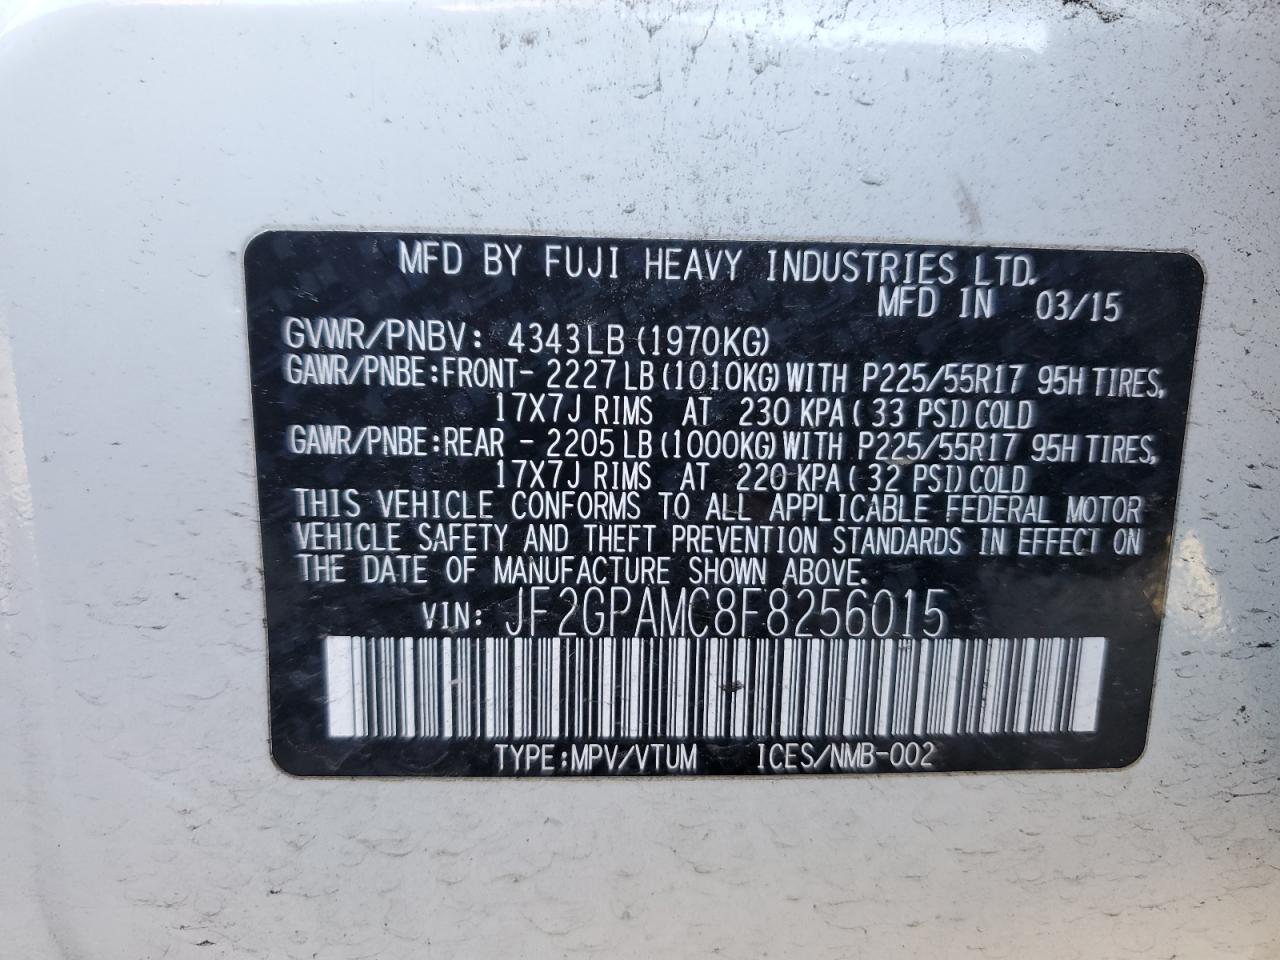 MFD BY FUJI HEAVY INDUSTRIES LTD.
MFD IN 03/15
GVWR/PNBV: 4343LB (1970KG)
GAWR/PNBE:FRONT- 2227LB(1010KG)WITH P225/55R17 95H TIRES,
17X7J RIMS AT 230 KPA( 33 PSI)COLD
GAWR/PNBE:REAR - 2205LB(1000KG)WITH P225/55R17 95H TIRES,
17X7J RIMS AT 220 KPA( 32 PSI)COLD
THIS VEHICLE CONFORMS TO ALL APPLICABLE FEDERAL MOTOR
VEHICLE SAFETY AND THEFT PREVENTION STANDARDS IN EFFECT ON
THE DATE OF MANUFACTURE SHOWN ABOVE.
VIN: JF2GPAMC8F8256015
TYPE:MPV/VTUM ICES/NMB-002